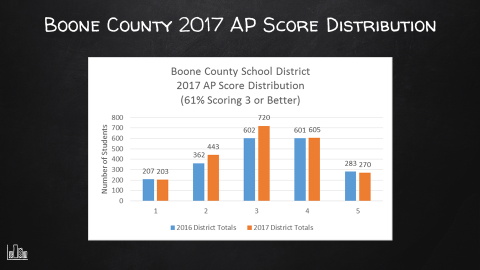 Boone County 2017 AP Score Distribution
Boone County School District
2017 AP Score Distribution
(61% Scoring 3 or Better)
Number of Students
800
700
600
500
400
300
200
100
0
207 203
362 443
602 720
601 605
283 270
1 2 3 4 5
2016 District Totals 2017 District Totals